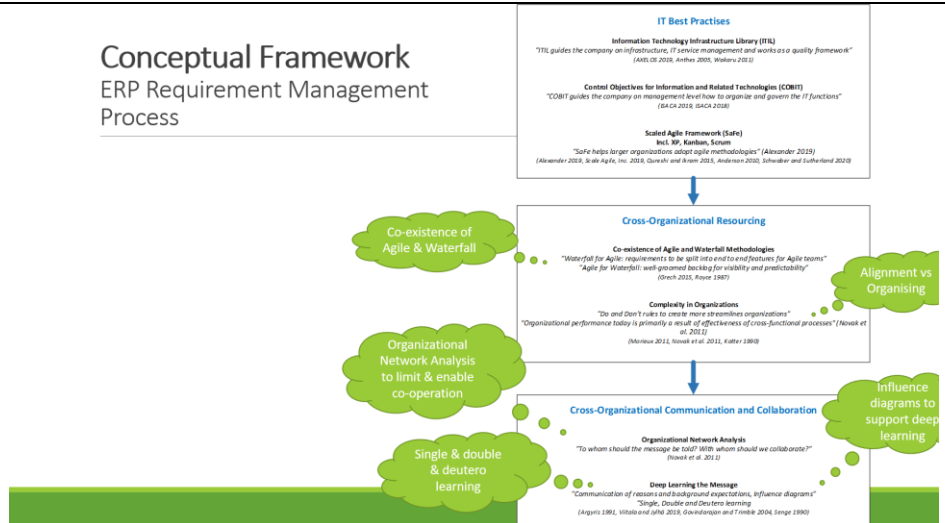 Conceptual Framework
ERP Requirement Management
Process
IT Best Practises
Information Technology Infrastructure Library (ITIL)
"ITIL guides the company on infrastructure, IT service management and works as a quality framework"
(AXELOS 2019, Anthes 2005, Wakaru 2011)
Control Objectives for Information and Related Technologies (COBIT)
"COBIT guides the company on management level how to organize and govern the IT functions"
(ISACA 2019, ISACA 2018)
Scaled Agile Framework (SaFe)
Incl. XP, Kanban, Scrum
"SaFe helps larger organizations adapt agile methodologies" (Alexander 2019)
(Alexander 2019, Scale Agile, Inc. 2019, Qureshi and Ikram 2015, Anderson 2010, Schwaber and Sutherland 2020)
Co-existence of
Agile & Waterfall
Cross-Organizational Resourcing
Co-existence of Agile and Waterfall Methodologies
"Waterfall for Agile: requirements to be split into end to end features for Agile teams"
"Agile for Waterfall: well-groomed backlog for visibility and predictability"
(Grech 2015, Royce 1987)
Alignment vs
Organising
Complexity in Organizations
"Do and Don't rules to create more streamlines organizations"
"Organizational performance today is primarily a result of effectiveness of cross-functional processes" (Novak et
al. 2011)
(Morieux 2011, Novak et al. 2011, Kotter 1990)
Organizational
Network Analysis
to limit & enable
co-operation
Influence
diagrams to
support deep
learning
Cross-Organizational Communication and Collaboration
Organizational Network Analysis
"To whom should the message be told? With whom should we collaborate?"
(Novak et al. 2011)
Single & double
& deutero
learning
Deep Learning the Message
"Communication of reasons and background expectations, Influence diagrams"
"Single, Double and Deutero learning"
(Argyris 1991, Viitala and Jylhä 2019, Govindarajan and Trimble 2004, Senge 1990)